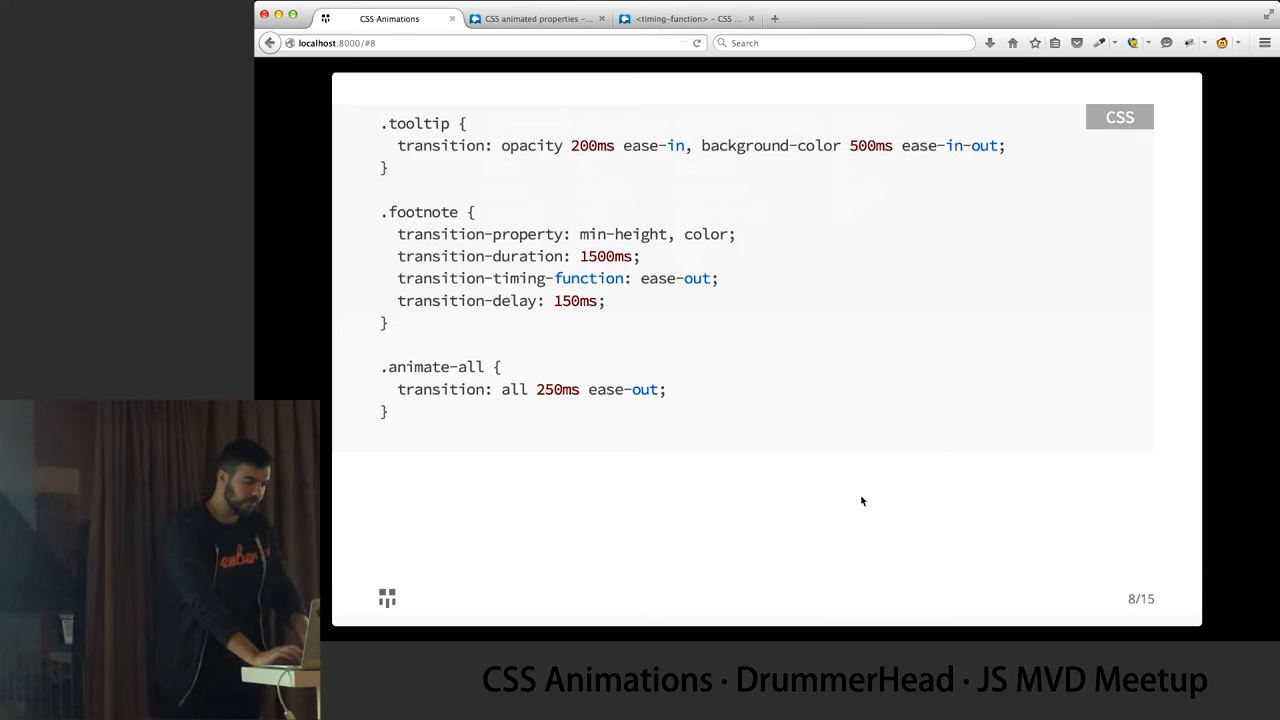 CSS Animations
CSS animated properties -...
<timing-function> - CSS ...
localhost:8000/#8
Search
CSS
.tooltip {
transition: opacity 200ms ease-in, background-color 500ms ease-in-out;
}
.footnote {
transition-property: min-height, color;
transition-duration: 1500ms;
transition-timing-function: ease-out;
transition-delay: 150ms;
}
.animate-all {
transition: all 250ms ease-out;
}
8/15
ember
CSS Animations · DrummerHead · JS MVD Meetup